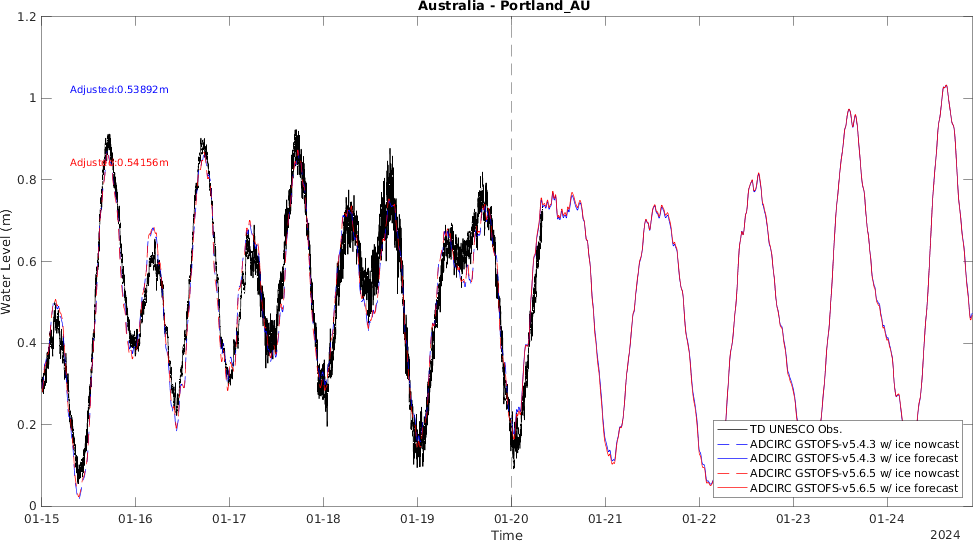 Australia - Portland_AU
1.2
1
0.8
0.6
0.4
0.2
0
Water Level (m)
Adjusted:0.53892m
Adjusted:0.54156m
TD UNESCO Obs.
ADCIRC GSTOFS-v5.4.3 w/ ice nowcast
ADCIRC GSTOFS-v5.4.3 w/ ice forecast
ADCIRC GSTOFS-v5.6.5 w/ ice nowcast
ADCIRC GSTOFS-v5.6.5 w/ ice forecast
01-15 01-16 01-17 01-18 01-19 01-20 01-21 01-22 01-23 01-24
Time
2024